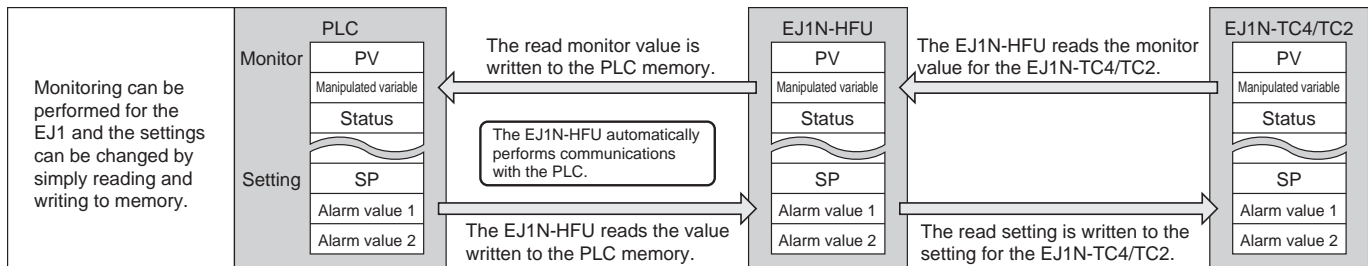 Monitoring can be
performed for the
EJ1 and the settings
can be changed by
simply reading and
writing to memory.
PLC
Monitor
PV
Manipulated variable
Status
Setting
SP
Alarm value 1
Alarm value 2
The read monitor value is
written to the PLC memory.
The EJ1N-HFU automatically
performs communications
with the PLC.
The EJ1N-HFU reads the value
written to the PLC memory.
EJ1N-HFU
PV
Manipulated variable
Status
SP
Alarm value 1
Alarm value 2
The EJ1N-HFU reads the monitor
value for the EJ1N-TC4/TC2.
The read setting is written to the
setting for the EJ1N-TC4/TC2.
EJ1N-TC4/TC2
PV
Manipulated variable
Status
SP
Alarm value 1
Alarm value 2